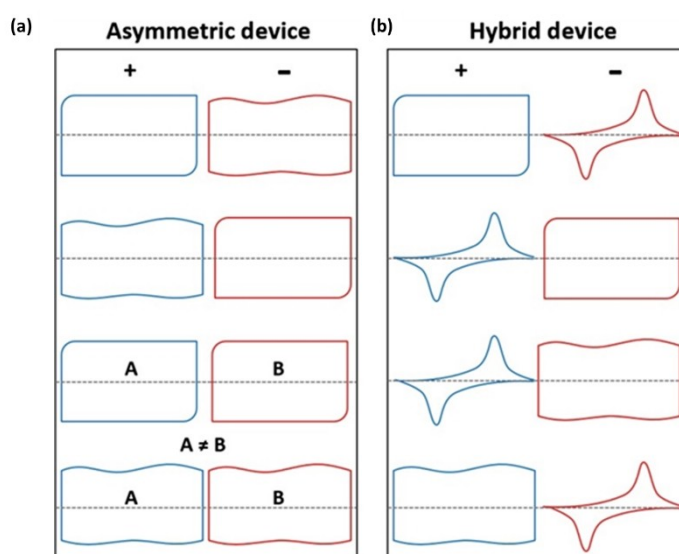 (a) Asymmetric device
+ −
A B
A ≠ B
A B
(b) Hybrid device
+ −